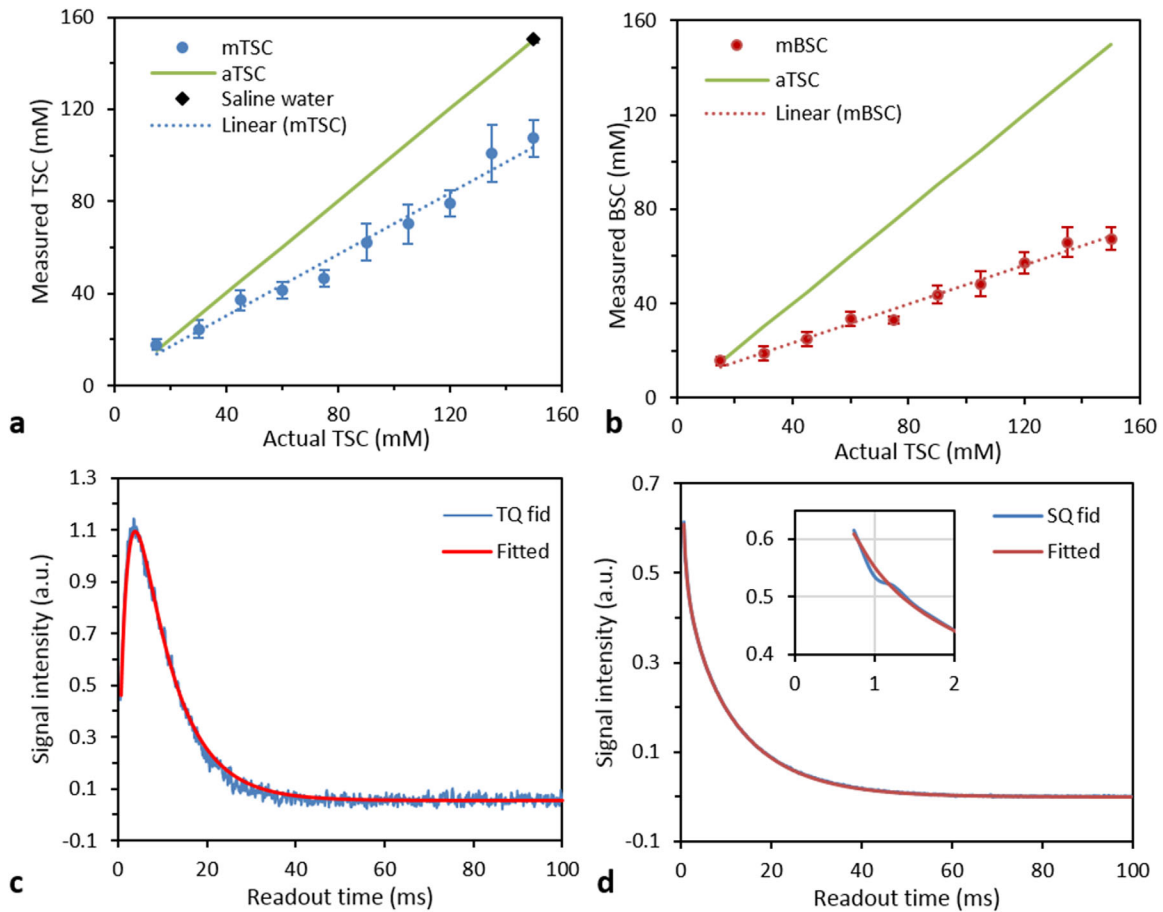 160
120
80
40
0
Measured TSC (mM)
mTSC
aTSC
Saline water
Linear (mTSC)
0 40 80 120 160
Actual TSC (mM)
a
160
120
80
40
0
Measured BSC (mM)
mBSC
aTSC
Linear (mBSC)
0 40 80 120 160
Actual TSC (mM)
b
1.3
1.1
0.9
0.7
0.5
0.3
0.1
-0.1
Signal intensity (a.u.)
TQ fid
Fitted
0 20 40 60 80 100
Readout time (ms)
c
0.7
0.5
0.3
0.1
-0.1
Signal intensity (a.u.)
0.6
0.5
0.4
0 1 2
SQ fid
Fitted
0 20 40 60 80 100
Readout time (ms)
d